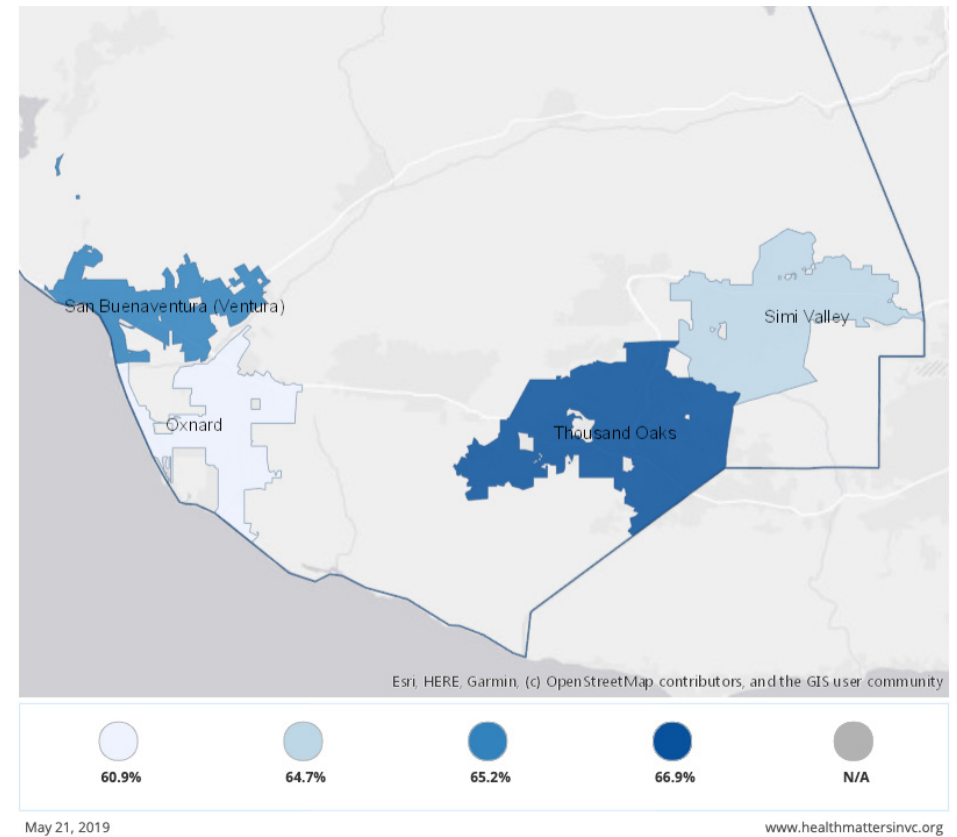 San Buenaventura (Ventura)
Simi Valley
Oxnard
Thousand Oaks
Esri, HERE, Garmin, (c) OpenStreetMap contributors, and the GIS user community
60.9%
64.7%
65.2%
66.9%
N/A
May 21, 2019
www.healthmattersinvc.org